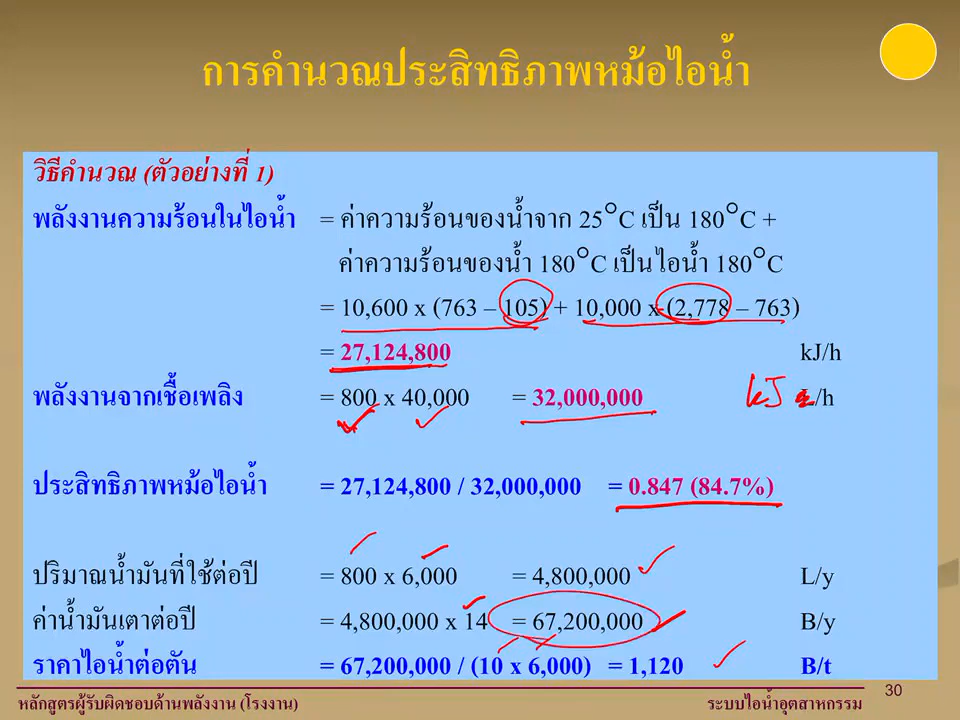 การคำนวณประสิทธิภาพหม้อไอน้ำ
วิธีคำนวณ (ตัวอย่างที่ 1)
พลังงานความร้อนในไอน้ำ = ค่าความร้อนของน้ำจาก 25°C เป็น 180°C +
ค่าความร้อนของน้ำ 180°C เป็นไอน้ำ 180°C
= 10,600 x (763 – 105) + 10,000 x (2,778 – 763)
= 27,124,800 kJ/h
พลังงานจากเชื้อเพลิง = 800 x 40,000 = 32,000,000 kJ /h
ประสิทธิภาพหม้อไอน้ำ = 27,124,800 / 32,000,000 = 0.847 (84.7%)
ปริมาณน้ำมันที่ใช้ต่อปี = 800 x 6,000 = 4,800,000 L/y
ค่าน้ำมันเตาต่อปี = 4,800,000 x 14 = 67,200,000 B/y
ราคาไอน้ำต่อตัน = 67,200,000 / (10 x 6,000) = 1,120 B/t
หลักสูตรผู้รับผิดชอบด้านพลังงาน (โรงงาน) ระบบไอน้ำอุตสาหกรรม 30